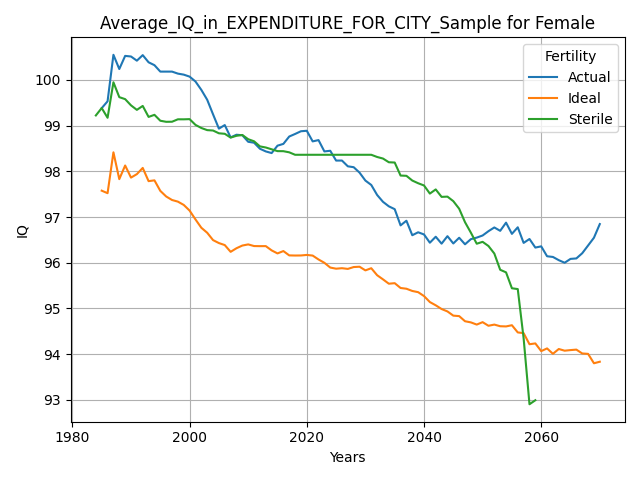 Average_IQ_in_EXPENDITURE_FOR_CITY_Sample for Female
Fertility
Actual
Ideal
Sterile
IQ
100
99
98
97
96
95
94
93
1980
2000
2020
2040
2060
Years